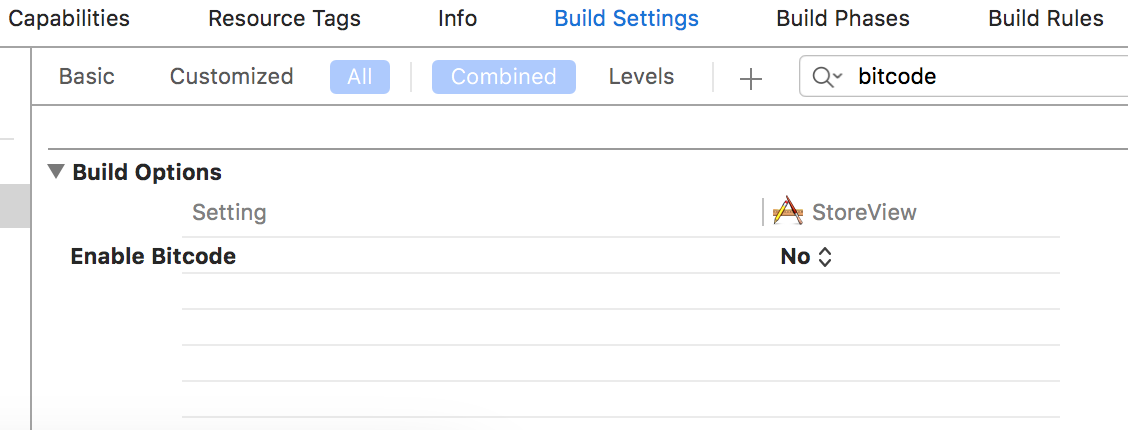 Capabilities Resource Tags Info Build Settings Build Phases Build Rules
Basic Customized All Combined Levels bitcode
Build Options
Setting StoreView
Enable Bitcode No